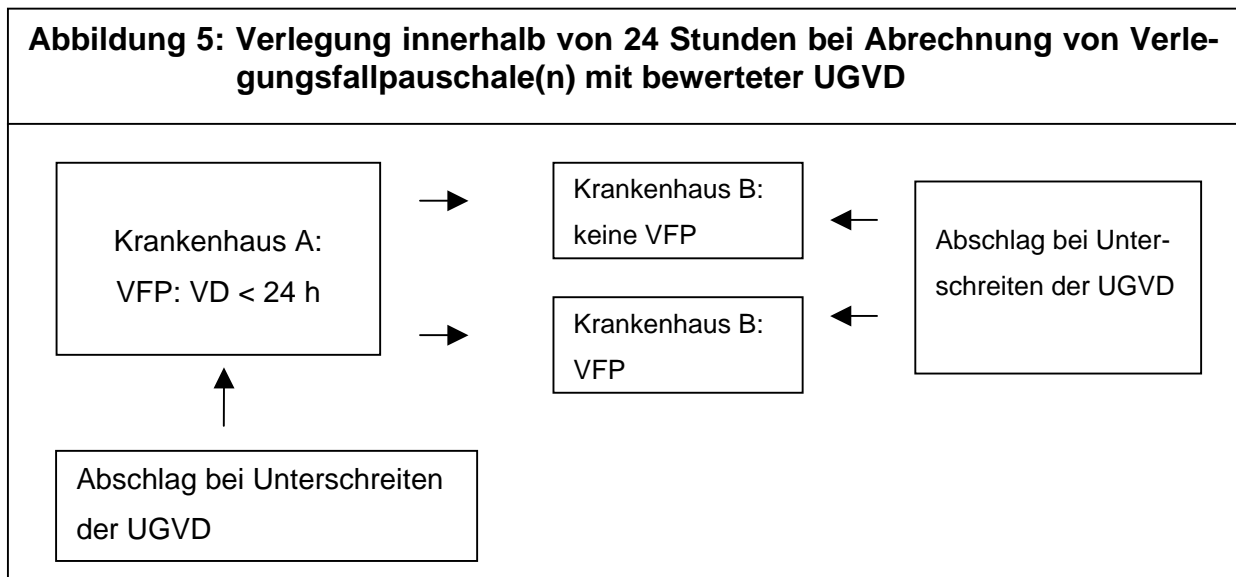 Abbildung 5: Verlegung innerhalb von 24 Stunden bei Abrechnung von Verle-
gungsfallpauschale(n) mit bewerteter UGVD
Krankenhaus A:
VFP: VD < 24 h
Krankenhaus B:
keine VFP
Krankenhaus B:
VFP
Abschlag bei Unter-
schreiten der UGVD
Abschlag bei Unterschreiten
der UGVD